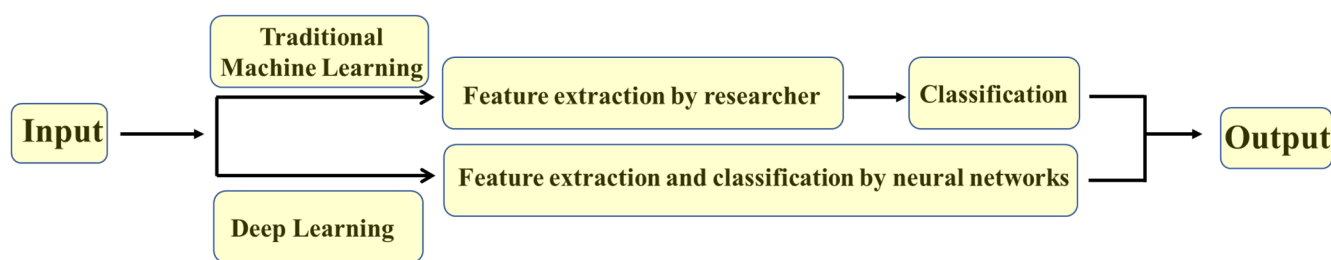 Input
Traditional
Machine Learning
Feature extraction by researcher
Classification
Deep Learning
Feature extraction and classification by neural networks
Output